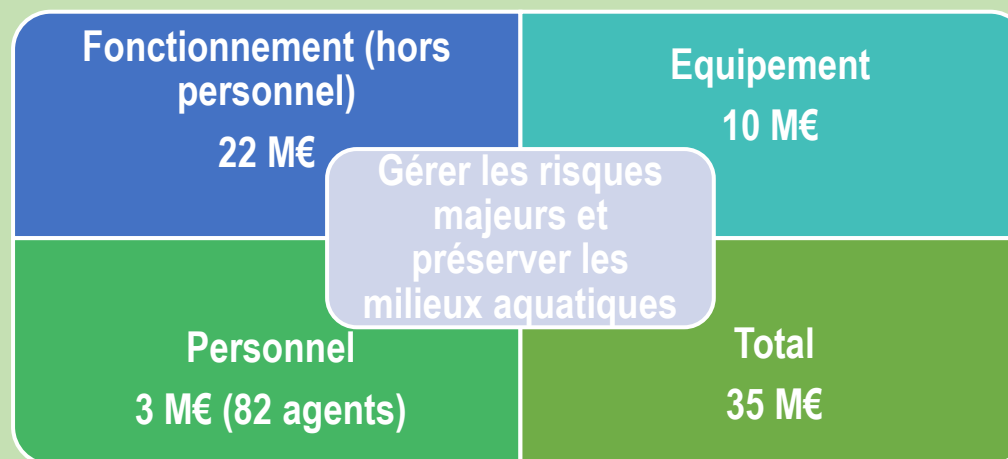 Fonctionnement (hors
personnel)
22 M€
Equipement
10 M€
Gérer les risques
majeurs et
préserver les
milieux aquatiques
Personnel
3 M€ (82 agents)
Total
35 M€